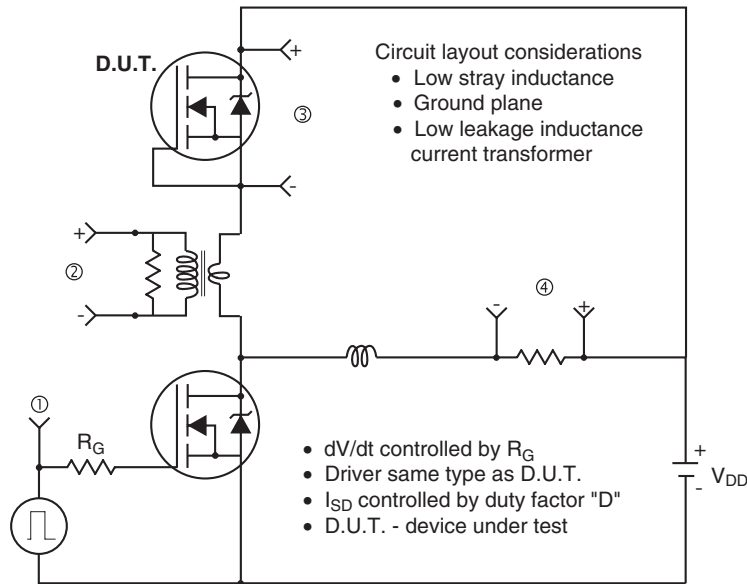 D.U.T.
+
③
-
Circuit layout considerations
• Low stray inductance
• Ground plane
• Low leakage inductance
current transformer
+
②
-
④
- +
①
R_G
• dV/dt controlled by R_G
• Driver same type as D.U.T.
• I_SD controlled by duty factor "D"
• D.U.T. - device under test
+
V_DD
-